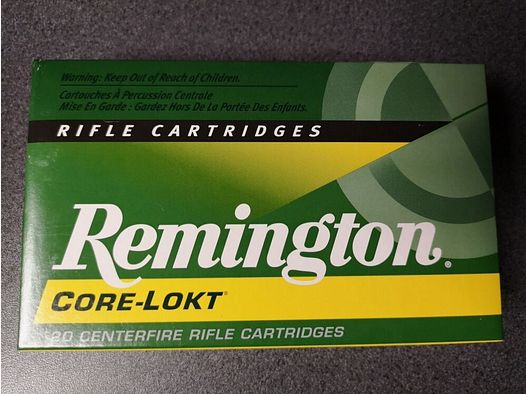 Warning: Keep Out of Reach of Children.
Cartouches À Percussion Centrale
Mise En Garde : Gardez Hors De La Portée Des Enfants.
RIFLE CARTRIDGES
Remington®
CORE-LOKT®
20 CENTERFIRE RIFLE CARTRIDGES